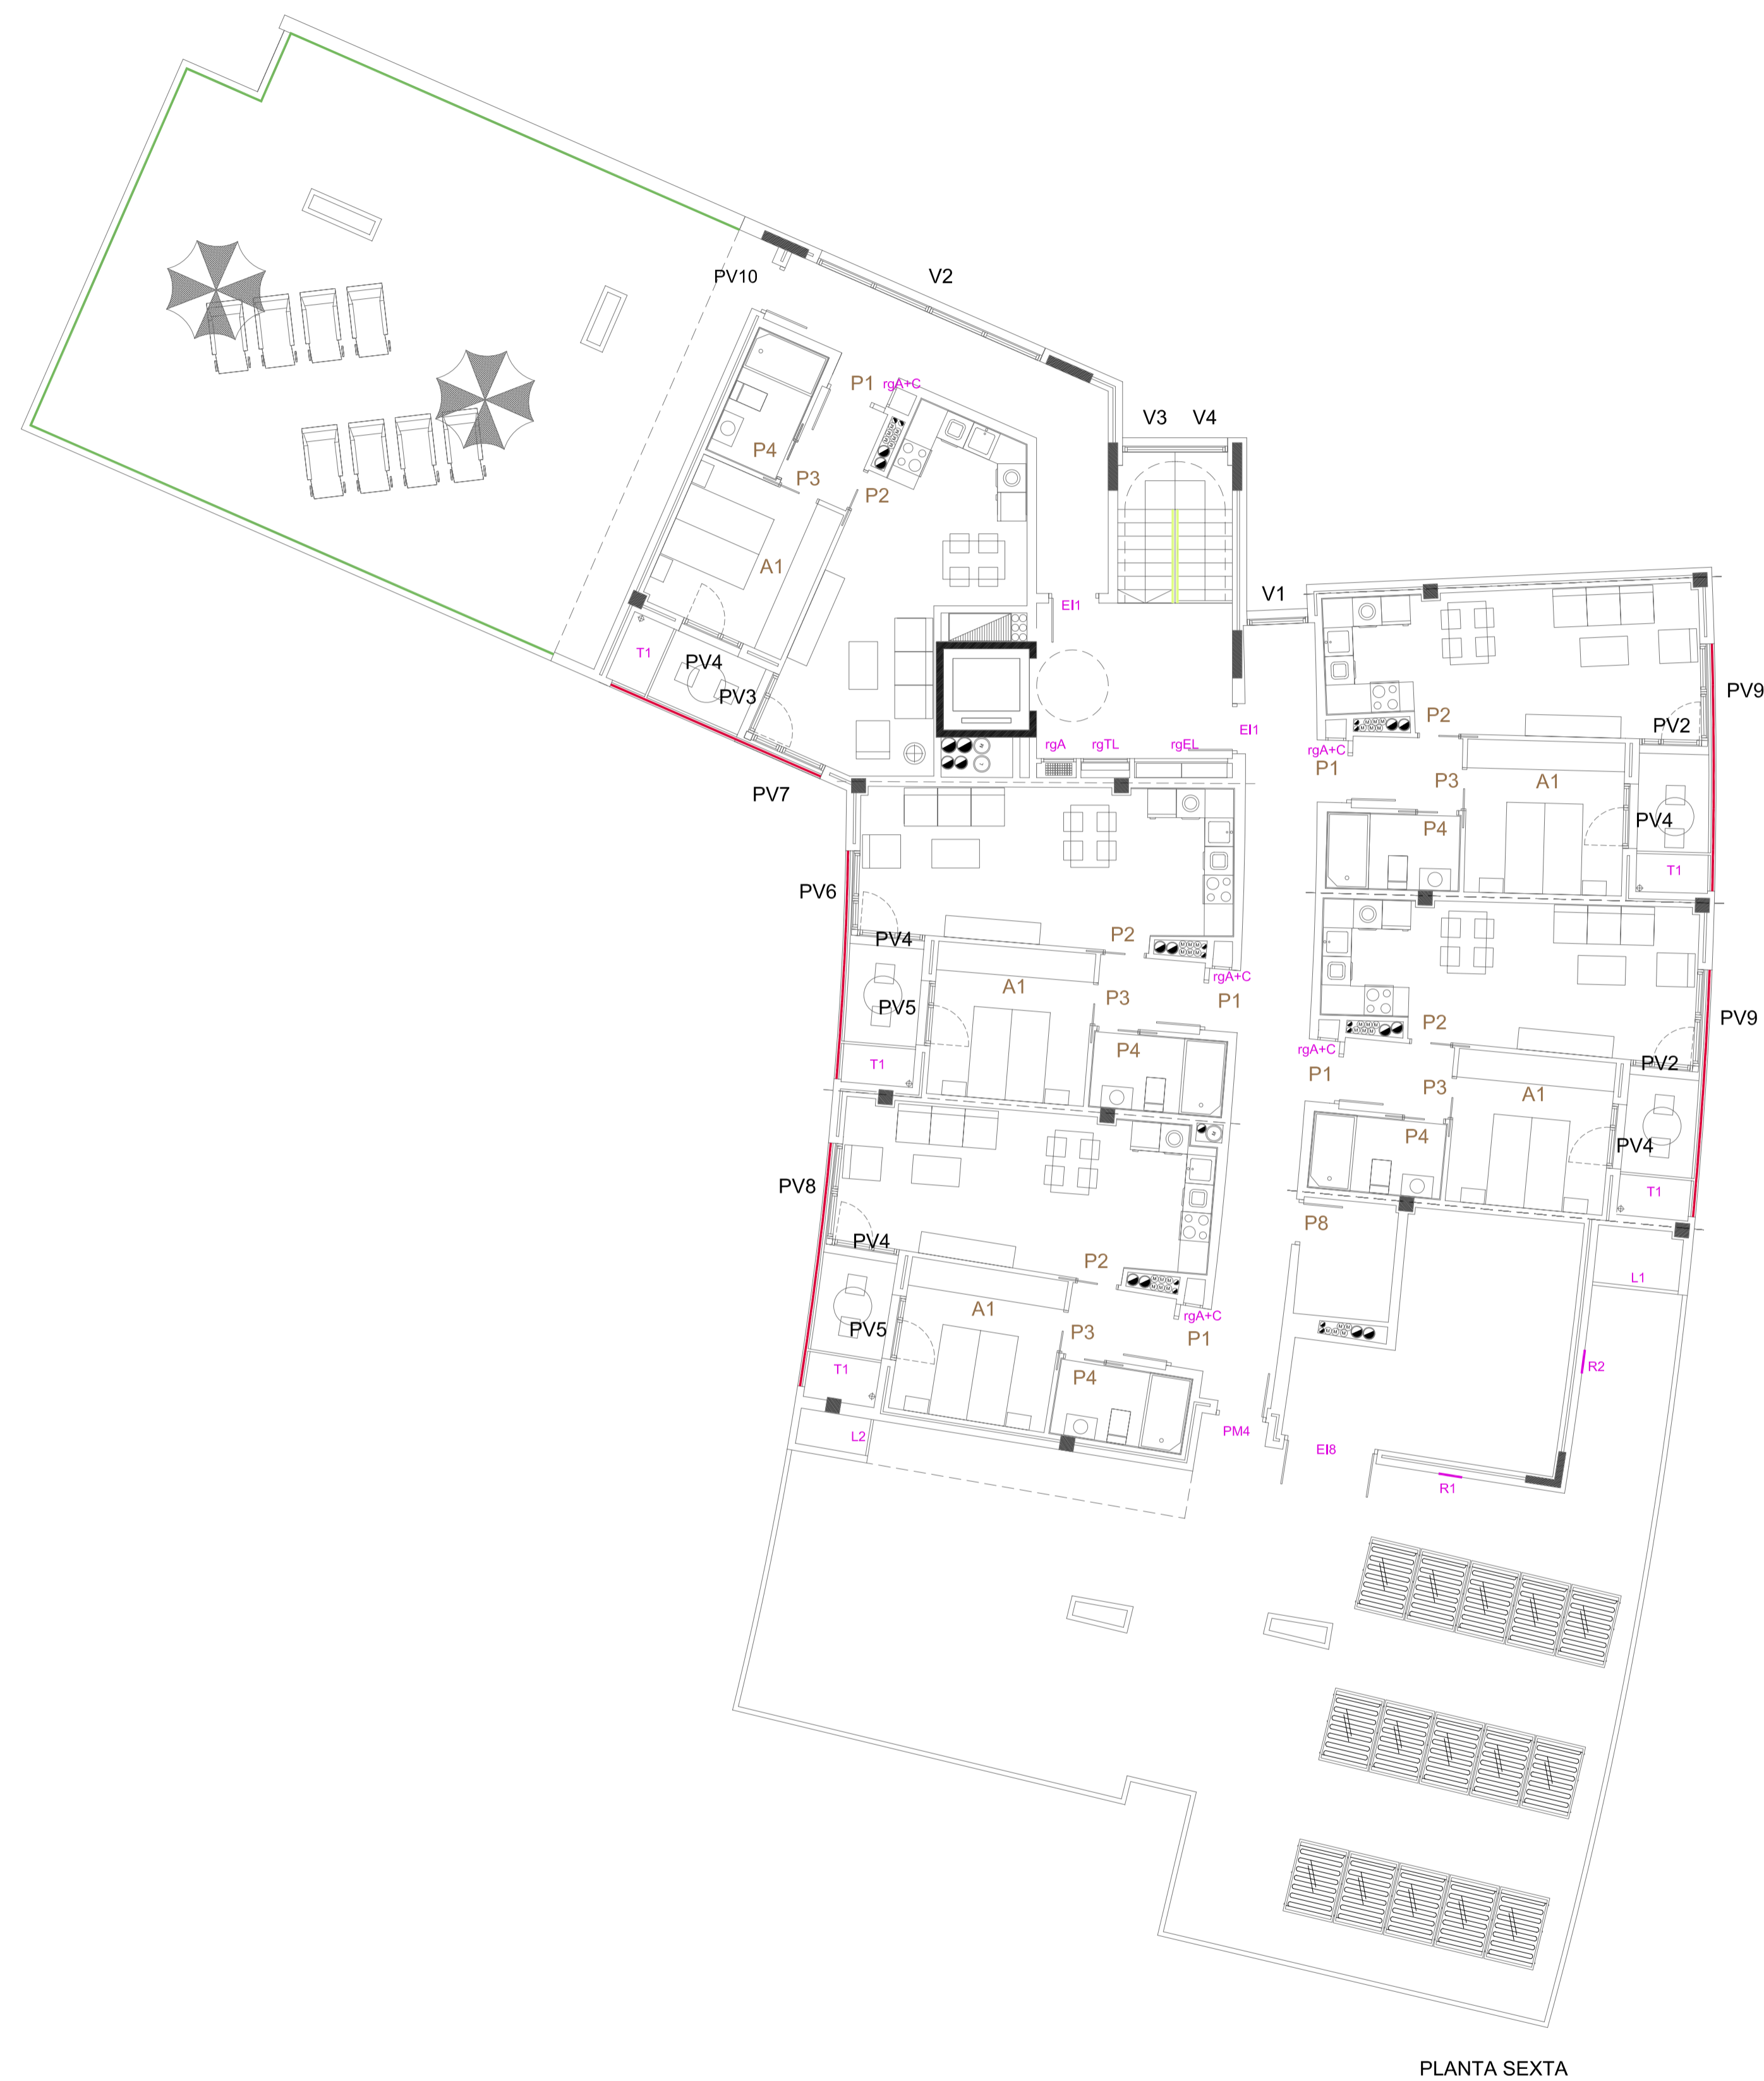 PV10
V2
P1
rgA+C
V3
V4
P4
P3
P2
A1
EI1
V1
T1
PV4
PV3
PV9
P2
PV2
EI1
rgA
rgTL
rgEL
rgA+C
P1
P3
A1
PV7
PV4
P4
T1
PV6
P2
PV4
rgA+C
A1
P3
P1
PV5
P2
PV9
P4
T1
rgA+C
P1
P3
A1
PV2
P4
PV4
PV8
T1
P8
PV4
P2
L1
A1
rgA+C
P3
P1
PV5
T1
P4
R2
L2
PM4
EI8
R1
PLANTA SEXTA